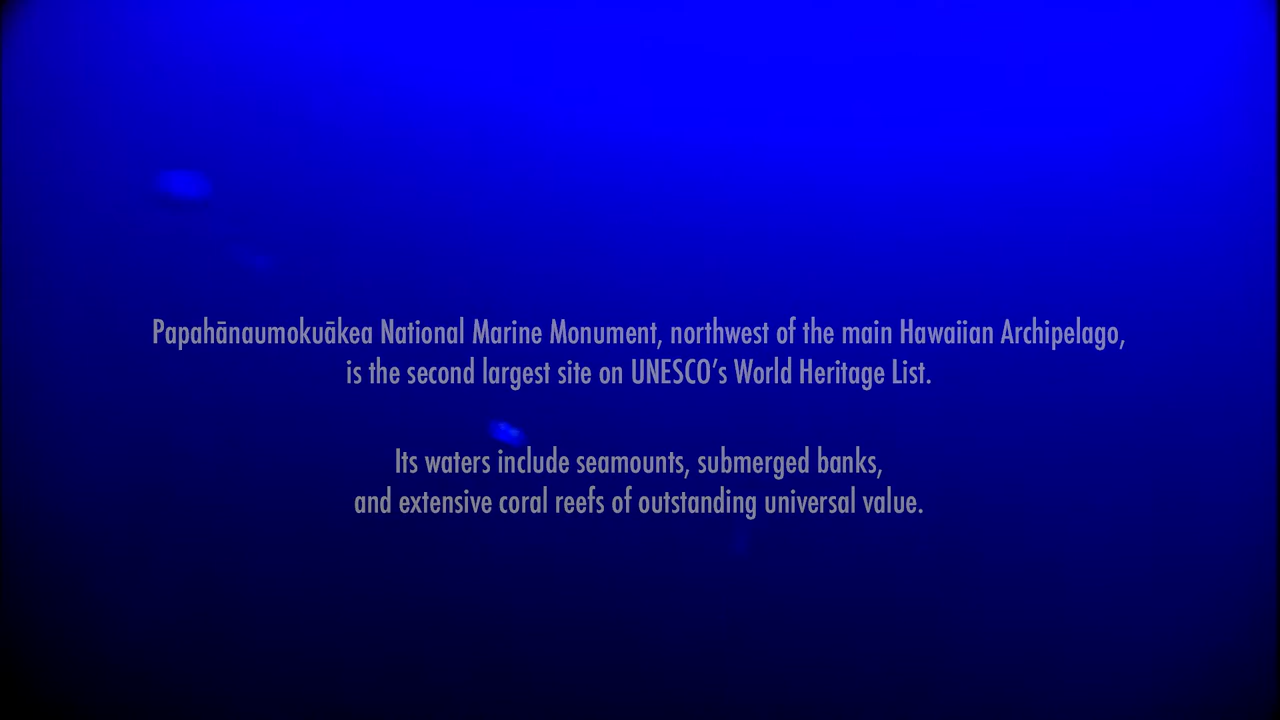 Papahānaumokuākea National Marine Monument, northwest of the main Hawaiian Archipelago,
is the second largest site on UNESCO’s World Heritage List.
Its waters include seamounts, submerged banks,
and extensive coral reefs of outstanding universal value.